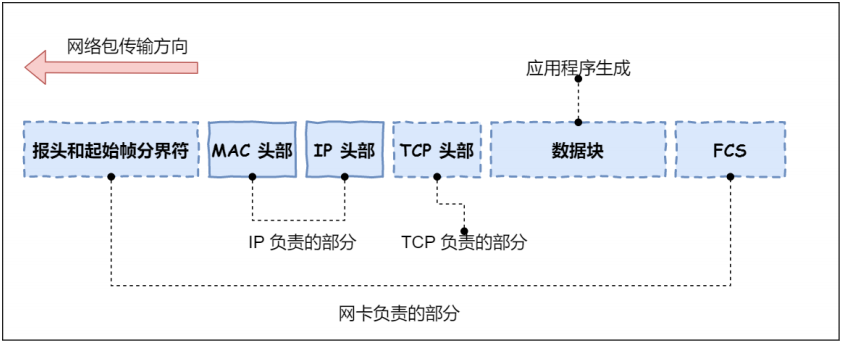 网络包传输方向
应用程序生成
报头和起始帧分界符
MAC 头部
IP 头部
TCP 头部
数据块
FCS
IP 负责的部分
TCP 负责的部分
网卡负责的部分